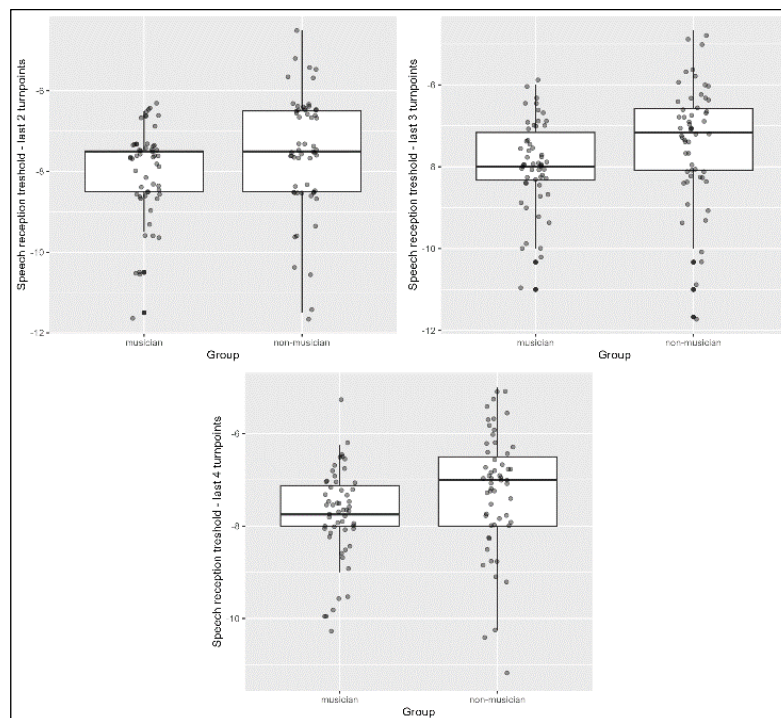 Speech reception treshold - last 2 turnpoints
-6
-8
-10
-12
musician
non-musician
Group
Speech reception treshold - last 3 turnpoints
-6
-8
-10
-12
musician
non-musician
Group
Speech reception treshold - last 4 turnpoints
-6
-8
-10
musician
non-musician
Group